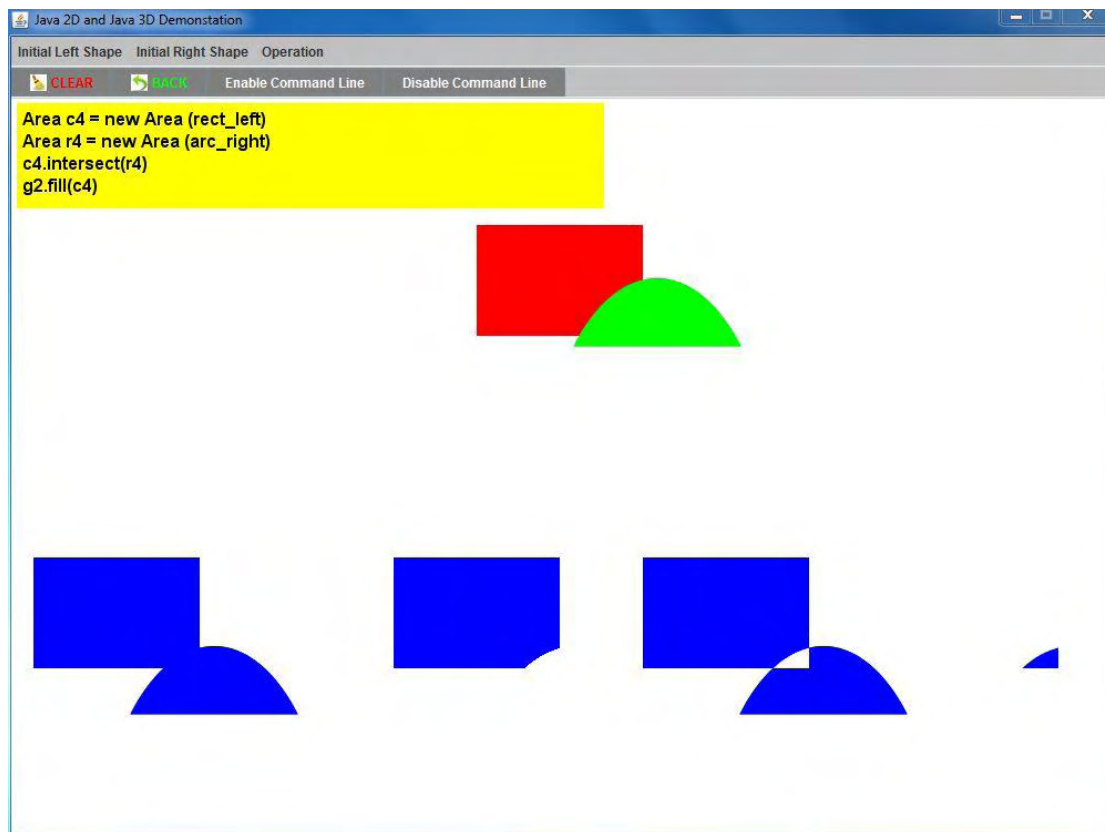 Java 2D and Java 3D Demonstation
Initial Left Shape Initial Right Shape Operation
CLEAR BACK Enable Command Line Disable Command Line
Area c4 = new Area (rect_left)
Area r4 = new Area (arc_right)
c4.intersect(r4)
g2.fill(c4)